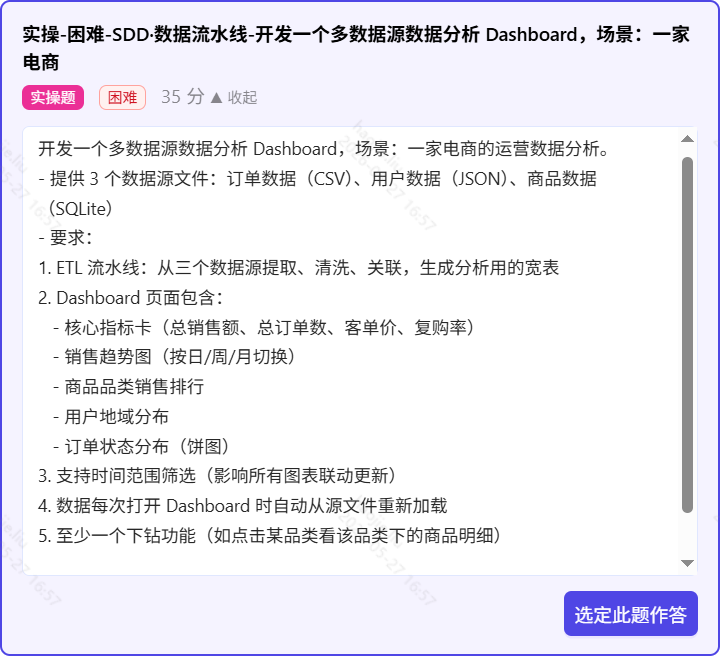 实操-困难-SDD·数据流水线-开发一个多数据源数据分析 Dashboard，场景：一家
电商
实操题 困难 35 分 ▲ 收起
开发一个多数据源数据分析 Dashboard，场景：一家电商的运营数据分析。
- 提供 3 个数据源文件：订单数据（CSV）、用户数据（JSON）、商品数据
（SQLite）
- 要求：
1. ETL 流水线：从三个数据源提取、清洗、关联，生成分析用的宽表
2. Dashboard 页面包含：
- 核心指标卡（总销售额、总订单数、客单价、复购率）
- 销售趋势图（按日/周/月切换）
- 商品品类销售排行
- 用户地域分布
- 订单状态分布（饼图）
3. 支持时间范围筛选（影响所有图表联动更新）
4. 数据每次打开 Dashboard 时自动从源文件重新加载
5. 至少一个下钻功能（如点击某品类看该品类下的商品明细）
选定此题作答